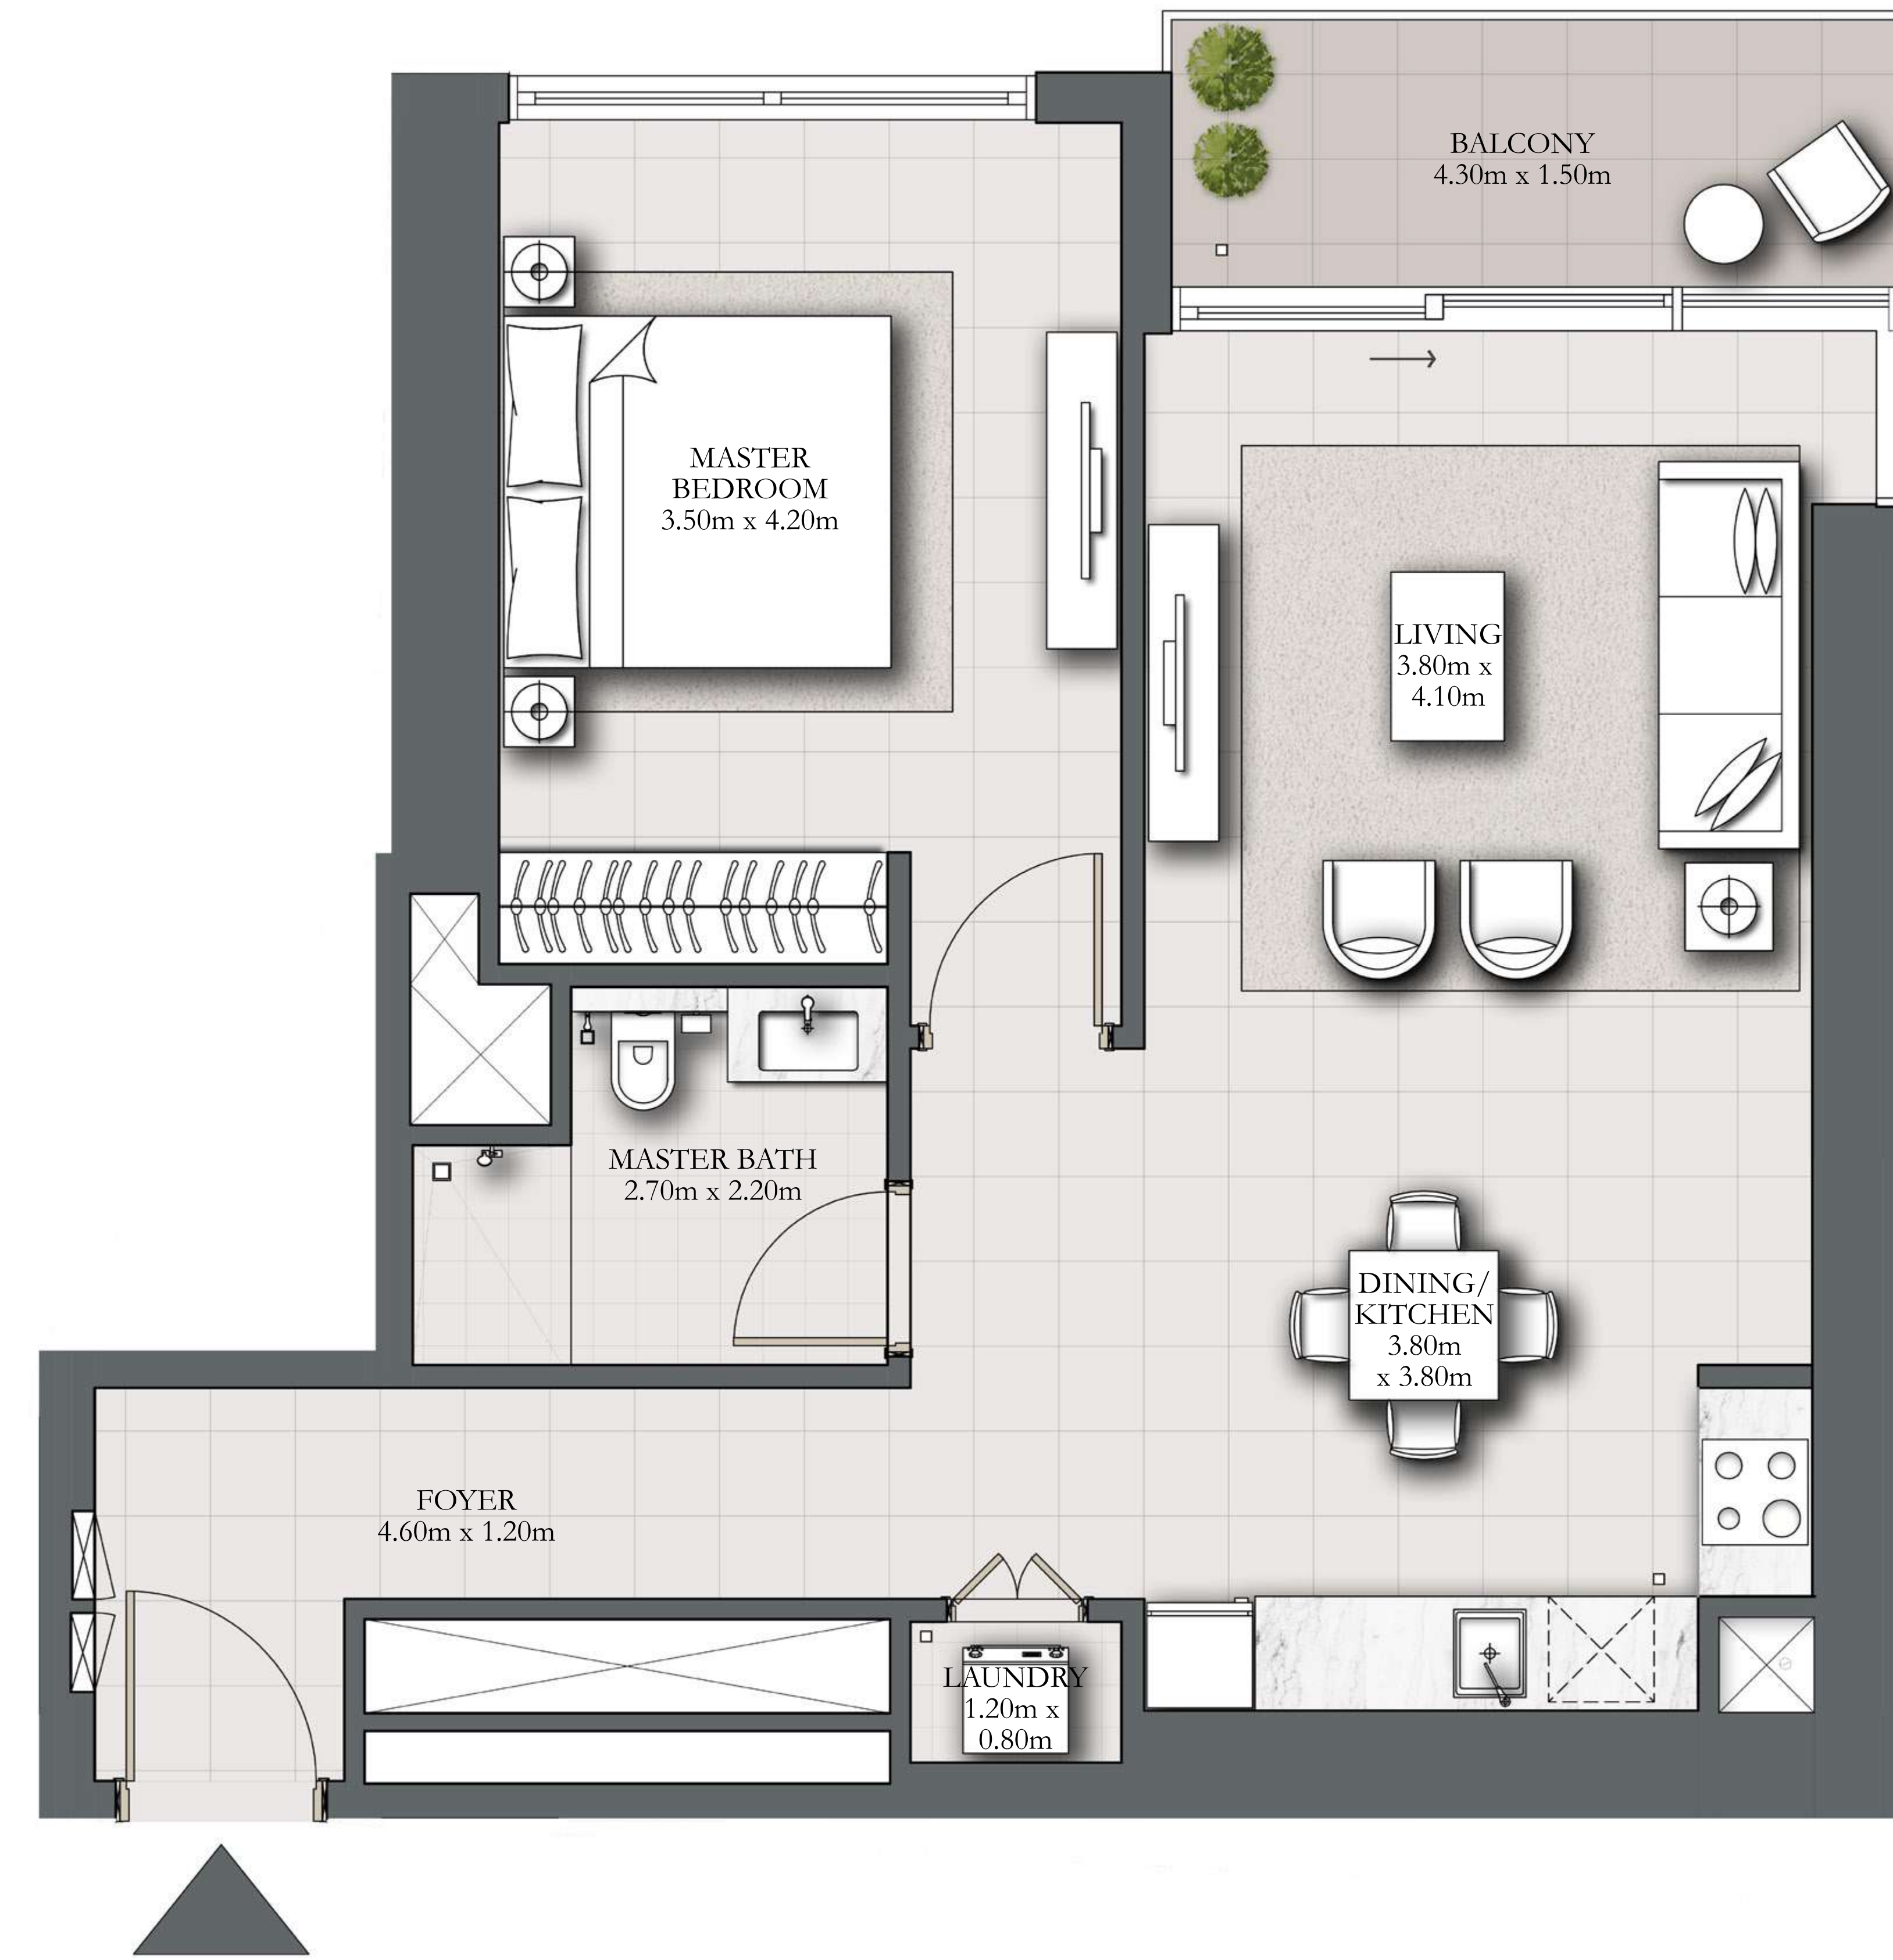 BALCONY
4.30m x 1.50m
MASTER
BEDROOM
3.50m x 4.20m
LIVING
3.80m x
4.10m
MASTER BATH
2.70m x 2.20m
DINING/
KITCHEN
3.80m
x 3.80m
FOYER
4.60m x 1.20m
LAUNDRY
1.20m x
0.80m